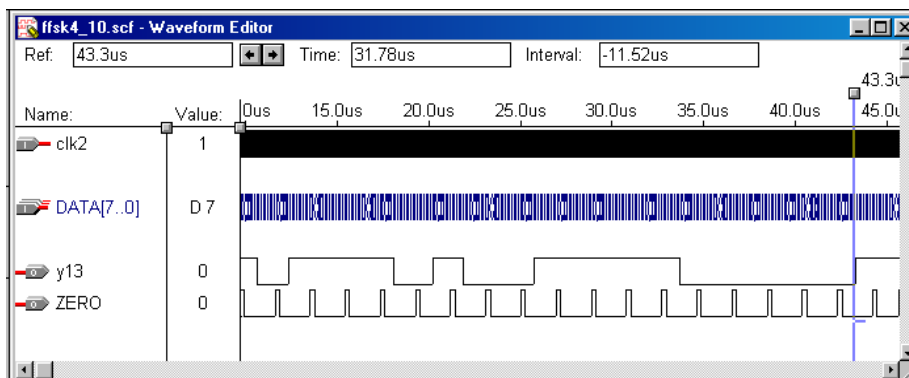 ffsk4_10.scf - Waveform Editor
Ref: 43.3us Time: 31.78us Interval: -11.52us
43.3u
Name: Value: 0us 15.0us 20.0us 25.0us 30.0us 35.0us 40.0us 45.0u
clk2 1
DATA[7..0] D 7
y13 0
ZERO 0